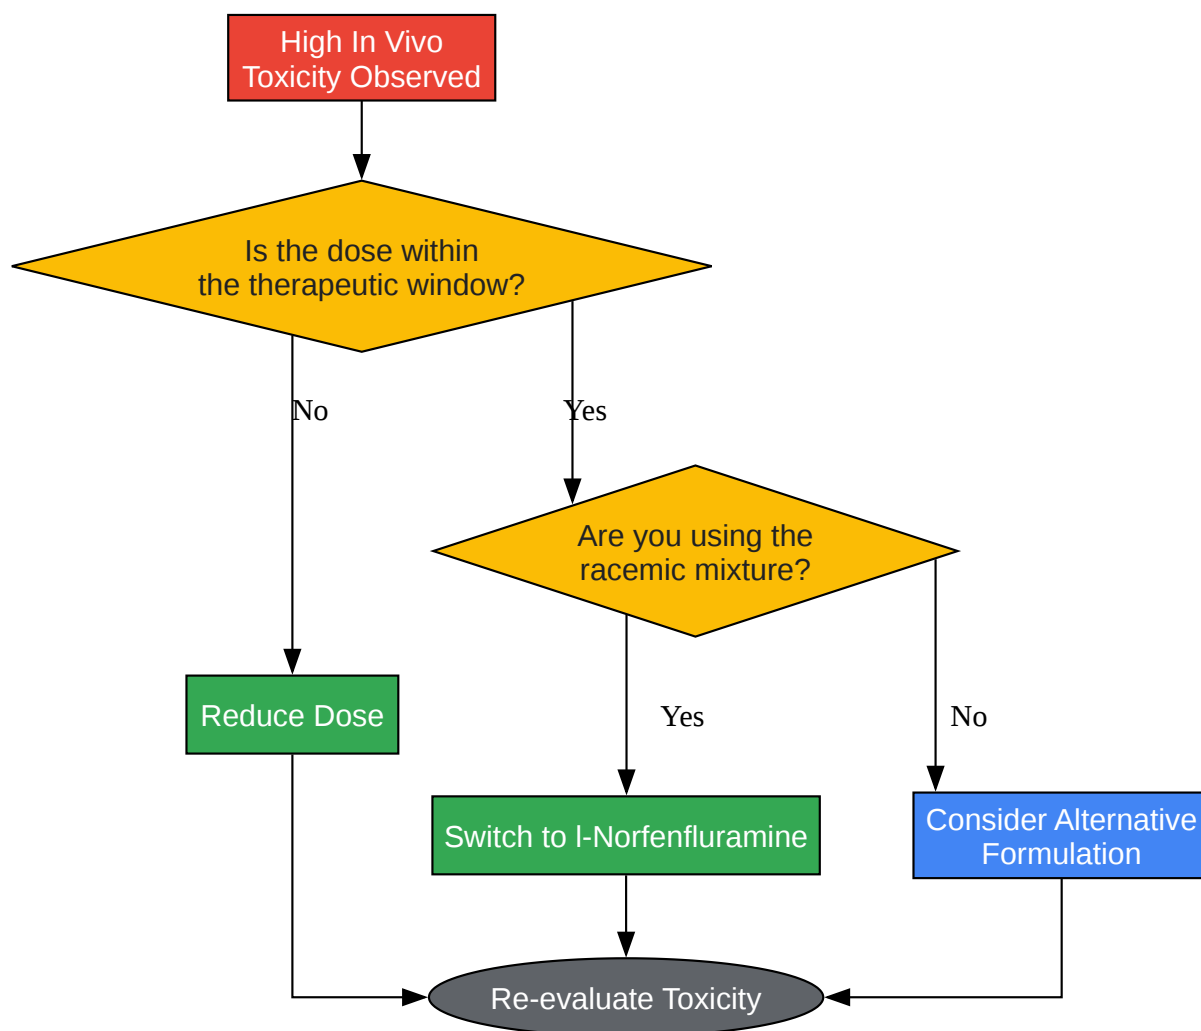 High In Vivo
Toxicity Observed
Is the dose within
the therapeutic window?
No
Yes
Are you using the
racemic mixture?
Reduce Dose
Yes
No
Switch to l-Norfenfluramine
Consider Alternative
Formulation
Re-evaluate Toxicity